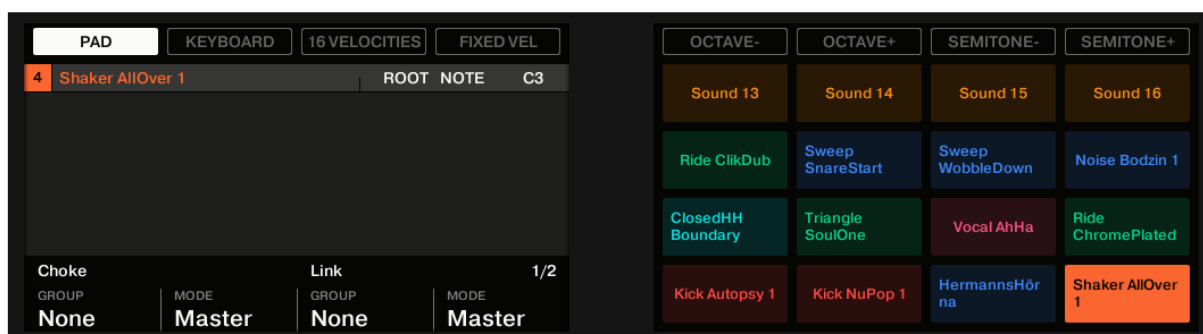 PAD KEYBOARD 16 VELOCITIES FIXED VEL
4 Shaker AllOver 1 ROOT NOTE C3
Choke Link 1/2
GROUP MODE GROUP MODE
None Master None Master
OCTAVE- OCTAVE+ SEMITONE- SEMITONE+
Sound 13 Sound 14 Sound 15 Sound 16
Ride ClikDub
Sweep
SnareStart
Sweep
WobbleDown
Noise Bodzin 1
ClosedHH
Boundary
Triangle
SoulOne
Vocal AhHa
Ride
ChromePlated
Kick Autopsy 1
Kick NuPop 1
HermannsHör
na
Shaker AllOver
1